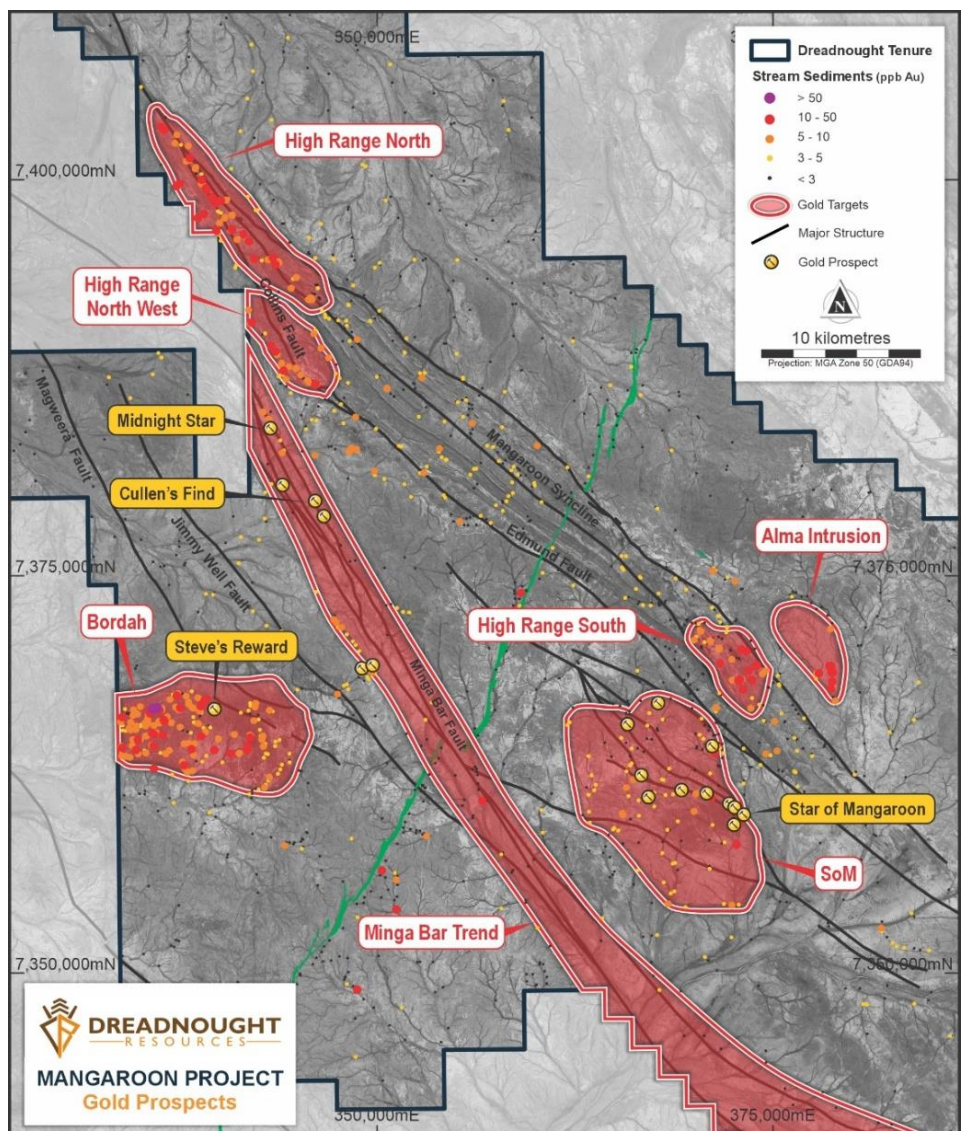 350,000mE
Dreadnought Tenure
Stream Sediments (ppb Au)
> 50
10 - 50
5 - 10
3 - 5
< 3
Gold Targets
Major Structure
Gold Prospect
N
10 kilometres
Projection: MGA Zone 50 (GDA94)
High Range North
7,400,000mN
High Range
North West
Collins Fault
Magweera Fault
Midnight Star
Cullen's Find
Mangaroon Syncline
Edmund Fault
Jimmy Well Fault
Alma Intrusion
7,375,000mN
7,375,000mN
Bordah
High Range South
Steve's Reward
Minga Bar Fault
Star of Mangaroon
SoM
Minga Bar Trend
7,350,000mN
7,350,000mN
DREADNOUGHT
RESOURCES
MANGAROON PROJECT
Gold Prospects
350,000mE
375,000mE